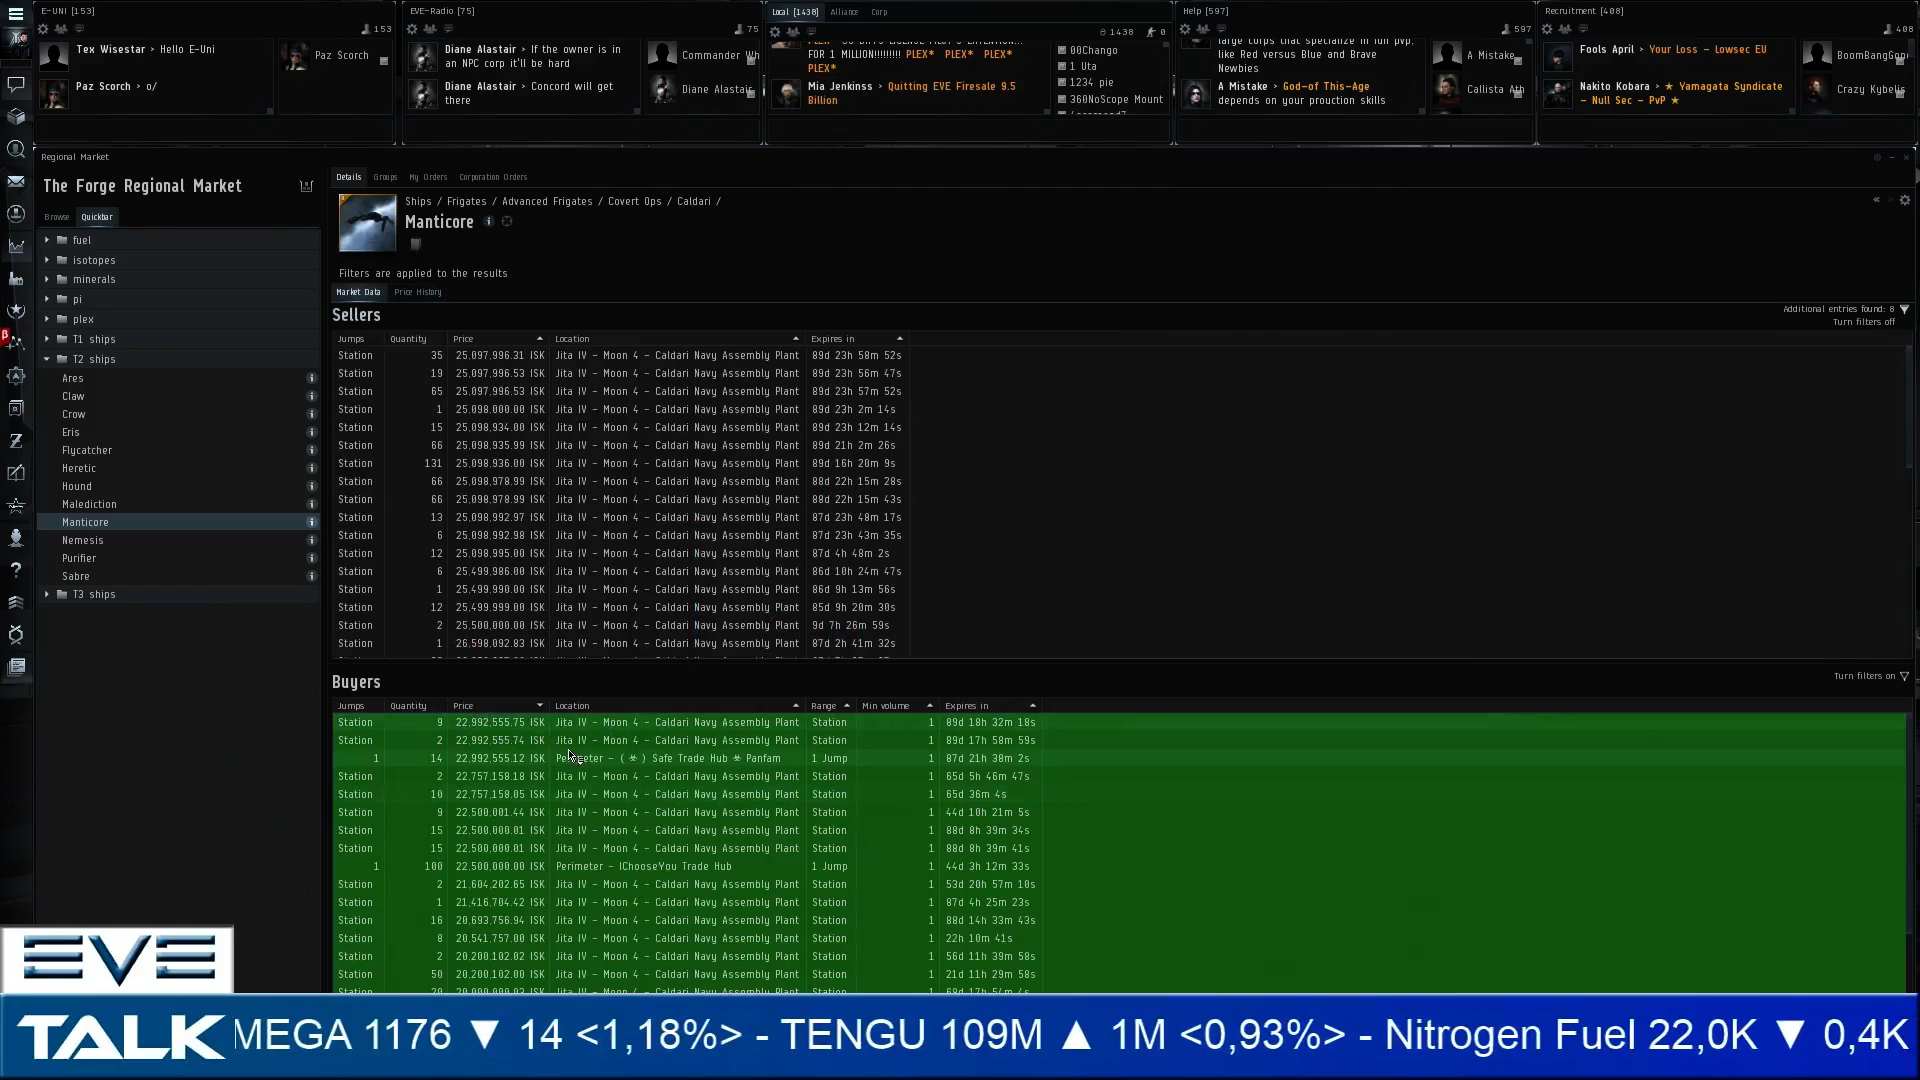 E-UNI [153]
153
Tex Wisestar > Hello E-Uni
Paz Scorch > o/
Paz Scorch
EVE-Radio [75]
75
Diane Alastair > If the owner is in
an NPC corp it'll be hard
Diane Alastair > Concord will get
there
Commander Wh
Diane Alastair
Local [1438] Alliance Corp
1438 0
FOR 1 MILLION!!!!!!!!! PLEX* PLEX* PLEX*
PLEX*
Mia Jenkinss > Quitting EVE Firesale 9.5
Billion
00Chango
1 Uta
1234 pie
360NoScope Mount
Help [597]
597
large corps that specialize in fun pvp,
like Red versus Blue and Brave
Newbies
A Mistake > God-of This-Age
depends on your prouction skills
A Mistake
Callista Ath
Recruitment [408]
408
Fools April > Your Loss - Lowsec EU
Nakito Kobara > ★ Yamagata Syndicate
- Null Sec - PvP ★
BoomBangGoo
Crazy Kybelis
Regional Market
The Forge Regional Market
Browse Quickbar
fuel
isotopes
minerals
pi
plex
T1 ships
T2 ships
Ares
Claw
Crow
Eris
Flycatcher
Heretic
Hound
Malediction
Manticore
Nemesis
Purifier
Sabre
T3 ships
Details Groups My Orders Corporation Orders
Ships / Frigates / Advanced Frigates / Covert Ops / Caldari /
Manticore
Filters are applied to the results
Market Data Price History
Sellers
Additional entries found: 8
Turn filters off
Jumps Quantity Price Location Expires in
Station 35 25,097,996.31 ISK Jita IV - Moon 4 - Caldari Navy Assembly Plant 89d 23h 58m 52s
Station 19 25,097,996.53 ISK Jita IV - Moon 4 - Caldari Navy Assembly Plant 89d 23h 56m 47s
Station 65 25,097,996.53 ISK Jita IV - Moon 4 - Caldari Navy Assembly Plant 89d 23h 57m 52s
Station 1 25,098,000.00 ISK Jita IV - Moon 4 - Caldari Navy Assembly Plant 89d 23h 2m 14s
Station 15 25,098,934.00 ISK Jita IV - Moon 4 - Caldari Navy Assembly Plant 89d 23h 12m 14s
Station 66 25,098,935.99 ISK Jita IV - Moon 4 - Caldari Navy Assembly Plant 89d 21h 2m 26s
Station 131 25,098,936.00 ISK Jita IV - Moon 4 - Caldari Navy Assembly Plant 89d 16h 20m 9s
Station 66 25,098,978.99 ISK Jita IV - Moon 4 - Caldari Navy Assembly Plant 88d 22h 15m 28s
Station 66 25,098,978.99 ISK Jita IV - Moon 4 - Caldari Navy Assembly Plant 88d 22h 15m 43s
Station 13 25,098,992.97 ISK Jita IV - Moon 4 - Caldari Navy Assembly Plant 87d 23h 48m 17s
Station 6 25,098,992.98 ISK Jita IV - Moon 4 - Caldari Navy Assembly Plant 87d 23h 43m 35s
Station 12 25,098,995.00 ISK Jita IV - Moon 4 - Caldari Navy Assembly Plant 87d 4h 48m 2s
Station 6 25,499,986.00 ISK Jita IV - Moon 4 - Caldari Navy Assembly Plant 86d 10h 24m 47s
Station 1 25,499,990.00 ISK Jita IV - Moon 4 - Caldari Navy Assembly Plant 86d 9h 13m 56s
Station 12 25,499,999.00 ISK Jita IV - Moon 4 - Caldari Navy Assembly Plant 85d 9h 20m 30s
Station 2 25,500,000.00 ISK Jita IV - Moon 4 - Caldari Navy Assembly Plant 9d 7h 26m 59s
Station 1 26,598,092.83 ISK Jita IV - Moon 4 - Caldari Navy Assembly Plant 87d 2h 41m 32s
Buyers
Turn filters on
Jumps Quantity Price Location Range Min volume Expires in
Station 9 22,992,555.75 ISK Jita IV - Moon 4 - Caldari Navy Assembly Plant Station 1 89d 18h 32m 18s
Station 2 22,992,555.74 ISK Jita IV - Moon 4 - Caldari Navy Assembly Plant Station 1 89d 17h 58m 59s
1 14 22,992,555.12 ISK Perimeter - ( ☣ ) Safe Trade Hub ☣ Panfam 1 Jump 1 87d 21h 38m 2s
Station 2 22,757,158.18 ISK Jita IV - Moon 4 - Caldari Navy Assembly Plant Station 1 65d 5h 46m 47s
Station 10 22,757,158.05 ISK Jita IV - Moon 4 - Caldari Navy Assembly Plant Station 1 65d 36m 4s
Station 9 22,500,001.44 ISK Jita IV - Moon 4 - Caldari Navy Assembly Plant Station 1 44d 10h 21m 5s
Station 15 22,500,000.01 ISK Jita IV - Moon 4 - Caldari Navy Assembly Plant Station 1 88d 8h 39m 34s
Station 15 22,500,000.01 ISK Jita IV - Moon 4 - Caldari Navy Assembly Plant Station 1 88d 8h 39m 41s
1 100 22,500,000.00 ISK Perimeter - IChooseYou Trade Hub 1 Jump 1 44d 3h 12m 33s
Station 2 21,604,202.65 ISK Jita IV - Moon 4 - Caldari Navy Assembly Plant Station 1 53d 20h 57m 10s
Station 1 21,416,704.42 ISK Jita IV - Moon 4 - Caldari Navy Assembly Plant Station 1 87d 4h 25m 23s
Station 16 20,693,756.94 ISK Jita IV - Moon 4 - Caldari Navy Assembly Plant Station 1 88d 14h 33m 43s
Station 8 20,541,757.00 ISK Jita IV - Moon 4 - Caldari Navy Assembly Plant Station 1 22h 10m 41s
Station 2 20,200,102.02 ISK Jita IV - Moon 4 - Caldari Navy Assembly Plant Station 1 56d 11h 39m 58s
Station 50 20,200,102.00 ISK Jita IV - Moon 4 - Caldari Navy Assembly Plant Station 1 21d 11h 29m 58s
EVE
TALK
MEGA 1176 ▼ 14 <1,18%> - TENGU 109M ▲ 1M <0,93%> - Nitrogen Fuel 22,0K ▼ 0,4K